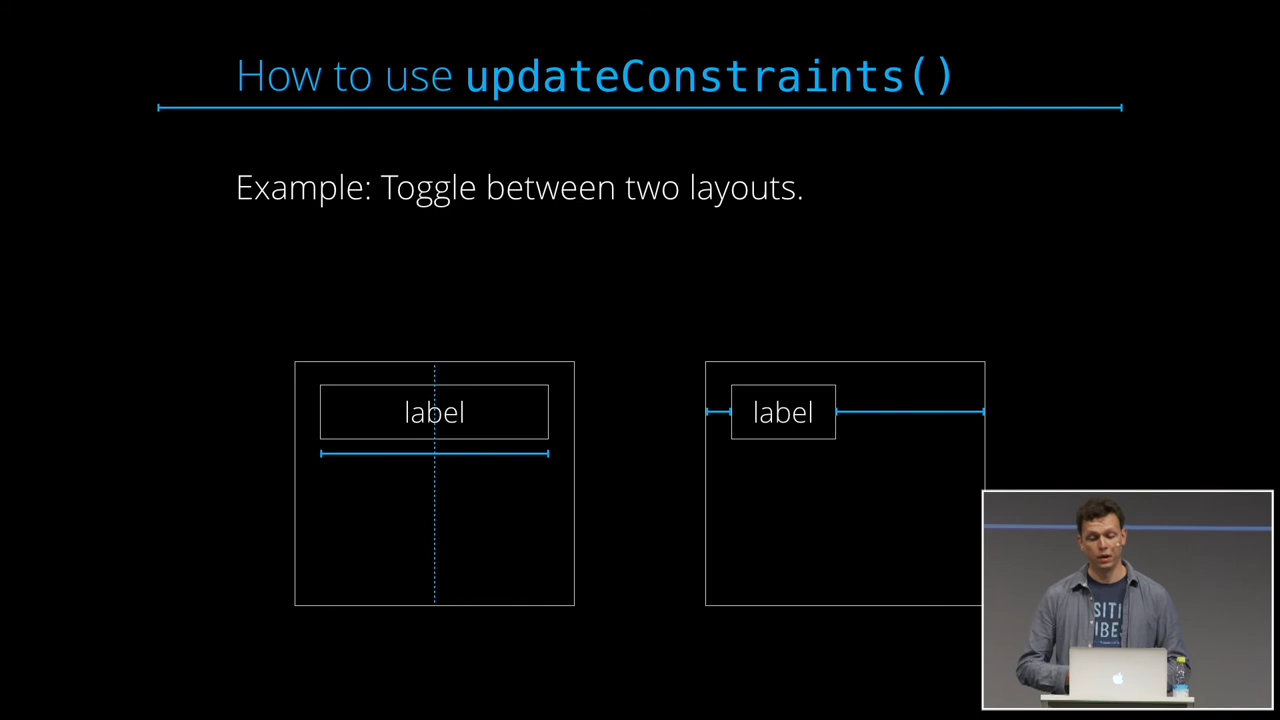 How to use updateConstraints()
Example: Toggle between two layouts.
label
label